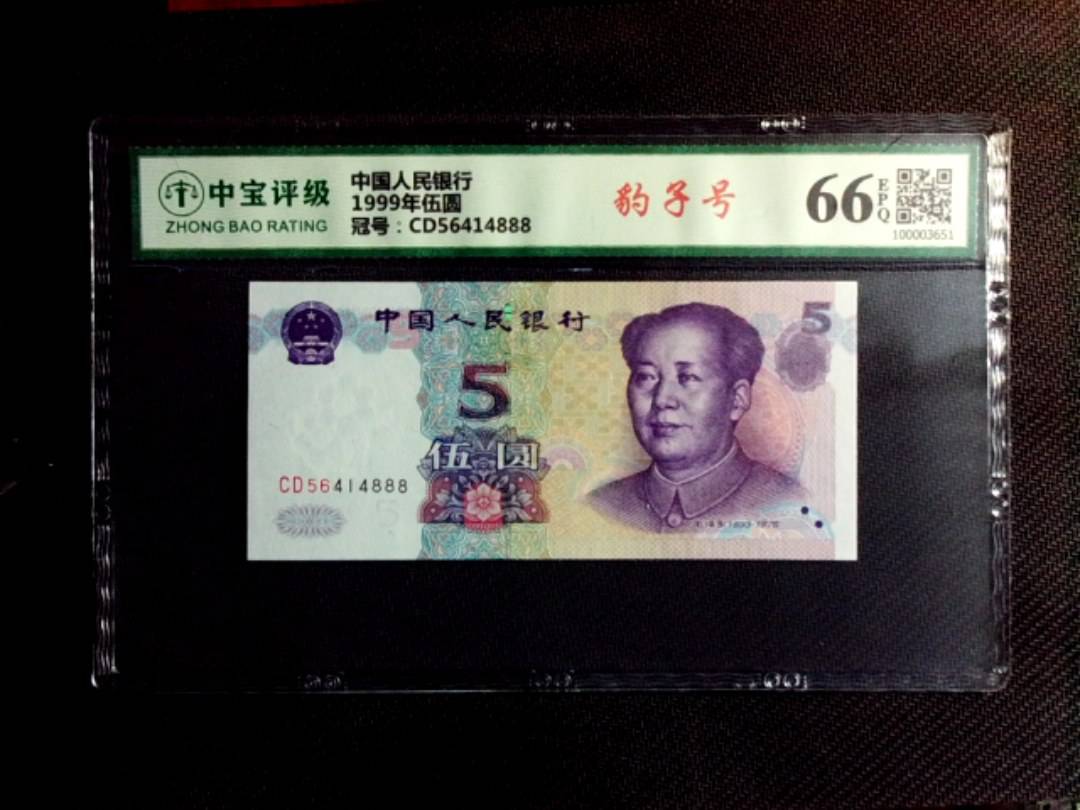 中宝评级
ZHONG BAO RATING
中国人民银行
1999年伍圆
冠号：CD56414888
豹子号
66
EPQ
100003651
中国人民银行
5
5
伍圆
CD56414888
5